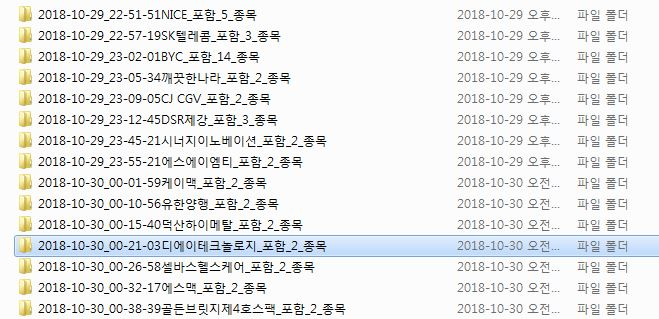 2018-10-29_22-51-51NICE_포함_5_종목 2018-10-29 오후... 파일 폴더
2018-10-29_22-57-19SK텔레콤_포함_3_종목 2018-10-29 오후... 파일 폴더
2018-10-29_23-02-01BYC_포함_14_종목 2018-10-29 오후... 파일 폴더
2018-10-29_23-05-34깨끗한나라_포함_2_종목 2018-10-29 오후... 파일 폴더
2018-10-29_23-09-05CJ CGV_포함_2_종목 2018-10-29 오후... 파일 폴더
2018-10-29_23-12-45DSR제강_포함_3_종목 2018-10-29 오후... 파일 폴더
2018-10-29_23-45-21시너지이노베이션_포함_2_종목 2018-10-29 오후... 파일 폴더
2018-10-29_23-55-21에스에이엠티_포함_2_종목 2018-10-29 오후... 파일 폴더
2018-10-30_00-01-59케이맥_포함_2_종목 2018-10-30 오전... 파일 폴더
2018-10-30_00-10-56유한양행_포함_2_종목 2018-10-30 오전... 파일 폴더
2018-10-30_00-15-40덕산하이메탈_포함_2_종목 2018-10-30 오전... 파일 폴더
2018-10-30_00-21-03디에이테크놀로지_포함_2_종목 2018-10-30 오전... 파일 폴더
2018-10-30_00-26-58셀바스헬스케어_포함_2_종목 2018-10-30 오전... 파일 폴더
2018-10-30_00-32-17에스맥_포함_2_종목 2018-10-30 오전... 파일 폴더
2018-10-30_00-38-39골든브릿지제4호스팩_포함_2_종목 2018-10-30 오전... 파일 폴더